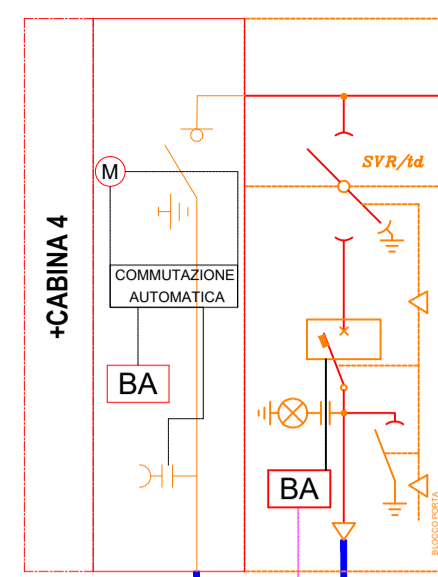 +CABINA 4
M
COMMUTAZIONE
AUTOMATICA
BA
SVR/td
BA
BLOCCO PORTA